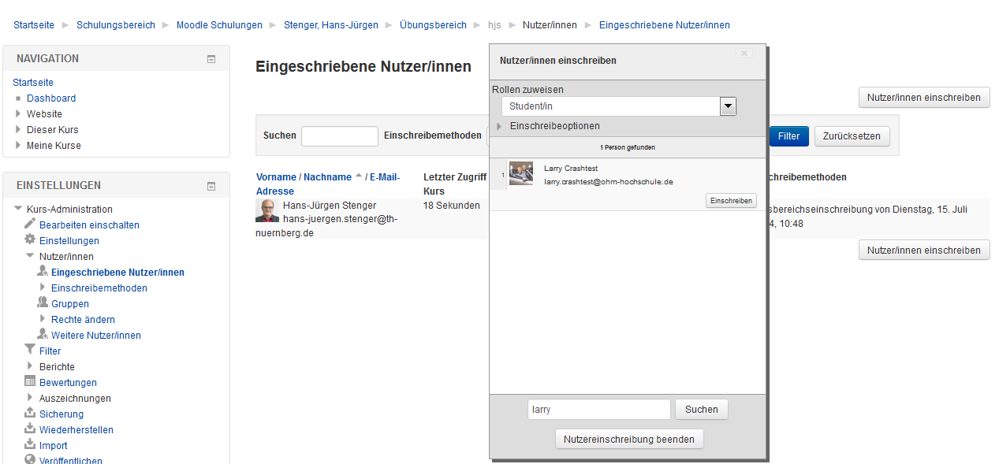 Startseite ► Schulungsbereich ► Moodle Schulungen ► Stenger, Hans-Jürgen ► Übungsbereich ► hjs ► Nutzer/innen ► Eingeschriebene Nutzer/innen
NAVIGATION
Startseite
Dashboard
Website
Dieser Kurs
Meine Kurse
EINSTELLUNGEN
Kurs-Administration
Bearbeiten einschalten
Einstellungen
Nutzer/innen
Eingeschriebene Nutzer/innen
Einschreibemethoden
Gruppen
Rechte ändern
Weitere Nutzer/innen
Filter
Berichte
Bewertungen
Auszeichnungen
Sicherung
Wiederherstellen
Import
Veröffentlichen
Eingeschriebene Nutzer/innen
Nutzer/innen einschreiben
Suchen Einschreibemethoden
Filter Zurücksetzen
Vorname / Nachname / E-Mail-
Adresse
Letzter Zugriff
Kurs
chreibemethoden
Hans-Jürgen Stenger
hans-juergen.stenger@th-
nuernberg.de
18 Sekunden
sbereichseinschreibung von Dienstag, 15. Juli
4, 10:48
Nutzer/innen einschreiben
Nutzer/innen einschreiben
Rollen zuweisen
Student/in
Einschreibeoptionen
1 Person gefunden
1
Larry Crashtest
larry.crashtest@ohm-hochschule.de
Einschreiben
larry
Suchen
Nutzereinschreibung beenden